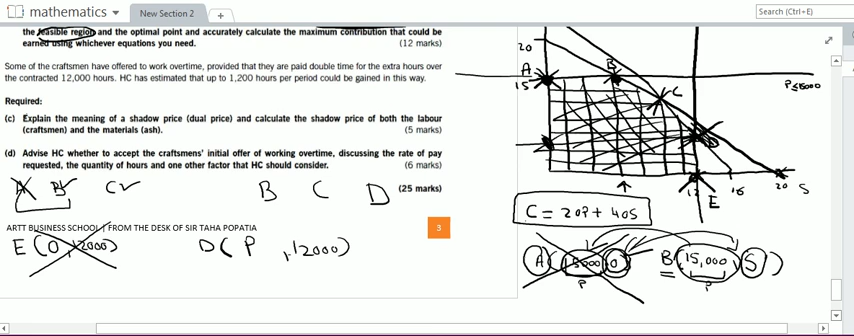 mathematics
New Section 2
Search (Ctrl+E)
the feasible region and the optimal point and accurately calculate the maximum contribution that could be
earned using whichever equations you need.
(12 marks)
Some of the craftsmen have offered to work overtime, provided that they are paid double time for the extra hours over
the contracted 12,000 hours. HC has estimated that up to 1,200 hours per period could be gained in this way.
Required:
(c) Explain the meaning of a shadow price (dual price) and calculate the shadow price of both the labour
(craftsmen) and the materials (ash).
(5 marks)
(d) Advise HC whether to accept the craftsmens' initial offer of working overtime, discussing the rate of pay
requested, the quantity of hours and one other factor that HC should consider.
(6 marks)
(25 marks)
A B C B C D
ARTT BUSINESS SCHOOL | FROM THE DESK OF SIR TAHA POPATIA
3
E (0, 12000) D ( P , 12000)
20
A B
15
P≤15000
C
D
12 16 20 S
E
C = 20P + 40S
A (15000, 0) B (15,000, S)
P P